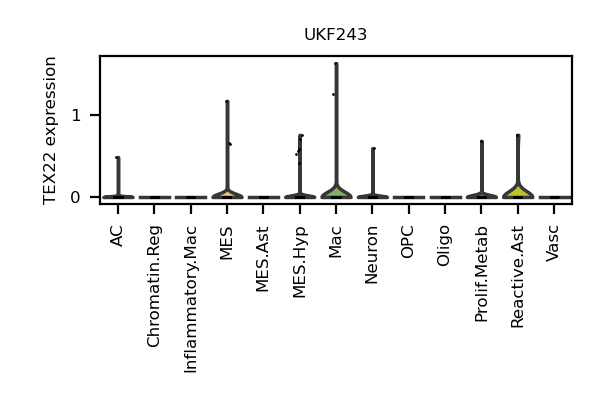 UKF243
TEX22 expression
1
0
AC
Chromatin.Reg
Inflammatory.Mac
MES
MES.Ast
MES.Hyp
Mac
Neuron
OPC
Oligo
Prolif.Metab
Reactive.Ast
Vasc